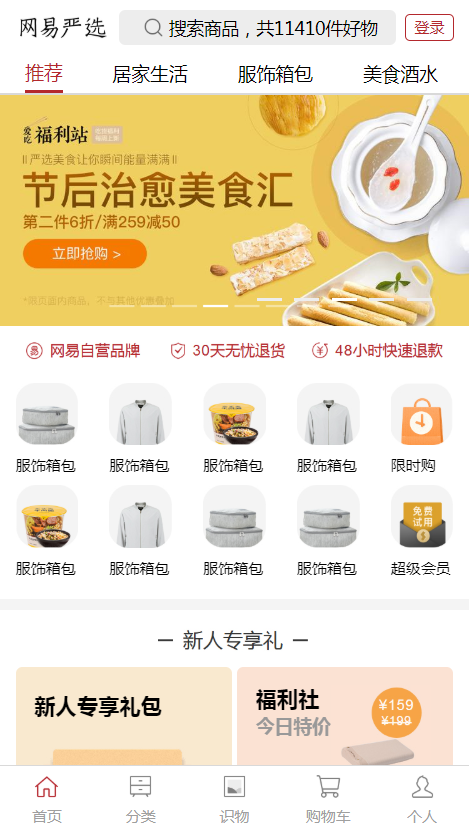 网易严选
搜索商品，共11410件好物
登录
推荐
居家生活
服饰箱包
美食酒水
爱吃福利站
严选美食让你瞬间能量满满
节后治愈美食汇
第二件6折/满259减50
立即抢购 >
*限页面内商品，不与其他优惠叠加
网易自营品牌
30天无忧退货
48小时快速退款
服饰箱包
服饰箱包
服饰箱包
服饰箱包
限时购
免费
试用
服饰箱包
服饰箱包
服饰箱包
服饰箱包
超级会员
新人专享礼
新人专享礼包
福利社
今日特价
¥159
¥199
首页
分类
识物
购物车
个人